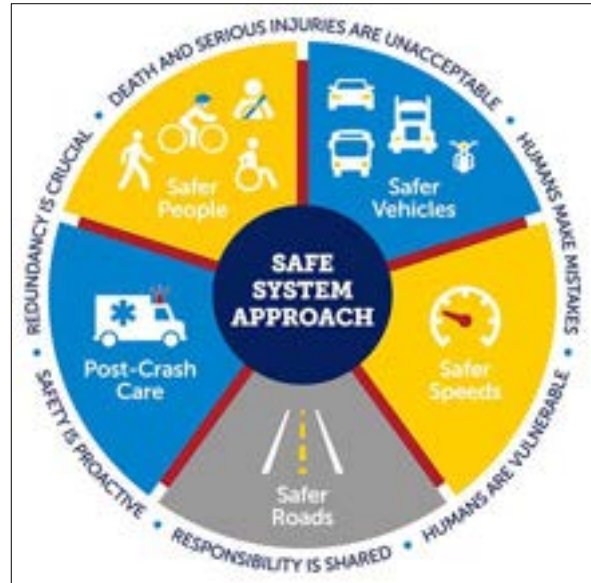 DEATH AND SERIOUS INJURIES ARE UNACCEPTABLE
HUMANS MAKE MISTAKES
HUMANS ARE VULNERABLE
RESPONSIBILITY IS SHARED
SAFETY IS PROACTIVE
REDUNDANCY IS CRUCIAL
Safer
People
Safer
Vehicles
SAFE
SYSTEM
APPROACH
Post-Crash
Care
Safer
Speeds
Safer
Roads